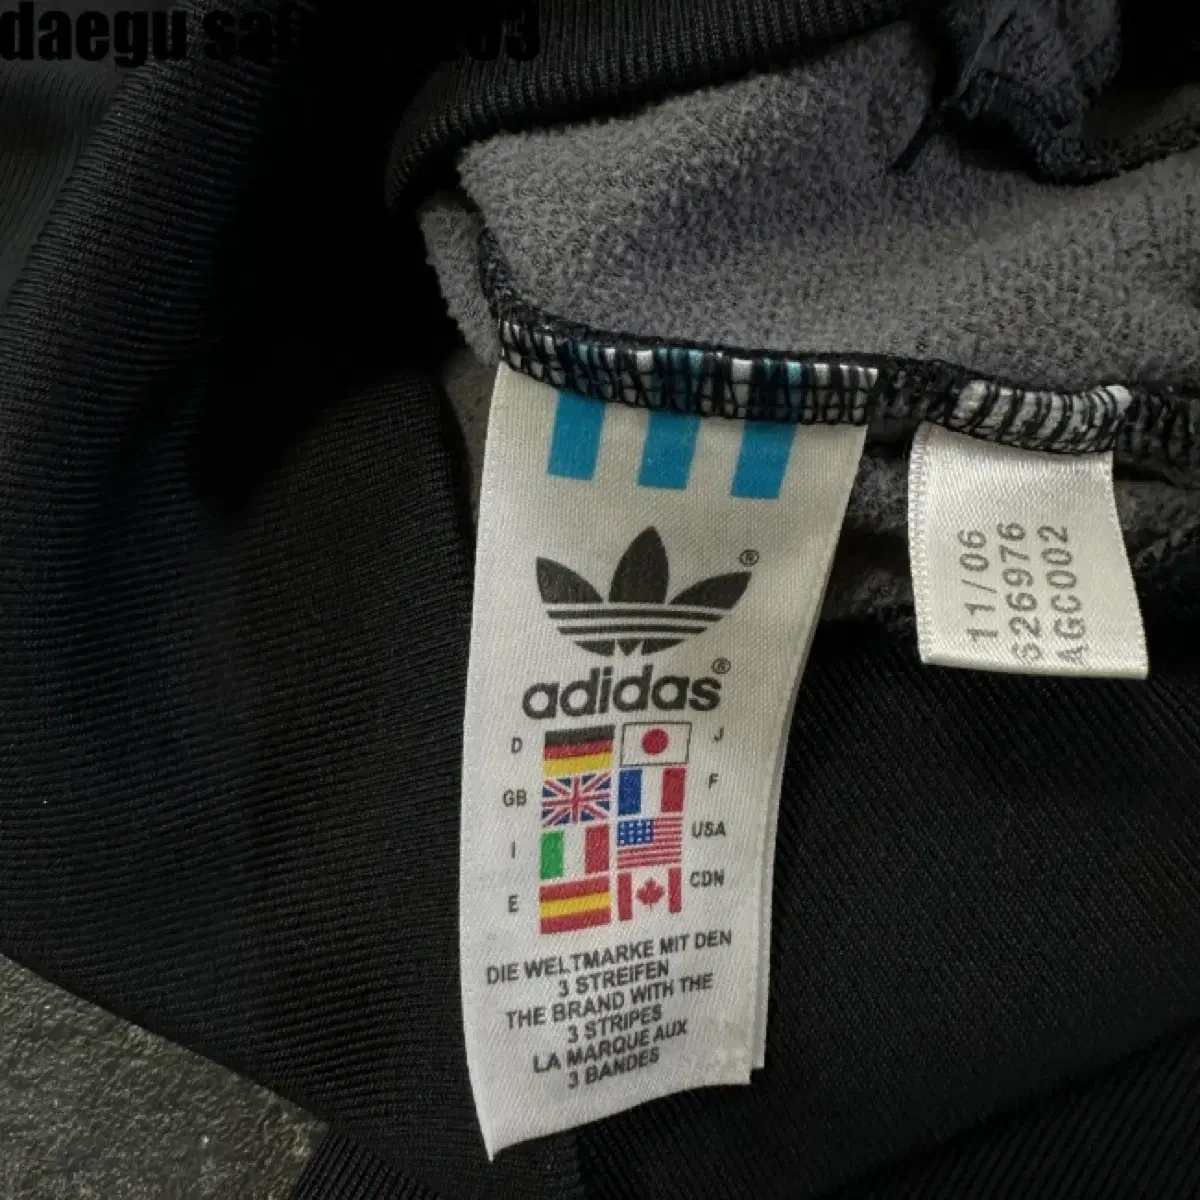 daegu
®
adidas®
D
J
GB
F
I
USA
E
CDN
DIE WELTMARKE MIT DEN
3 STREIFEN
THE BRAND WITH THE
3 STRIPES
LA MARQUE AUX
3 BANDES
11/06
G26976
AGC002